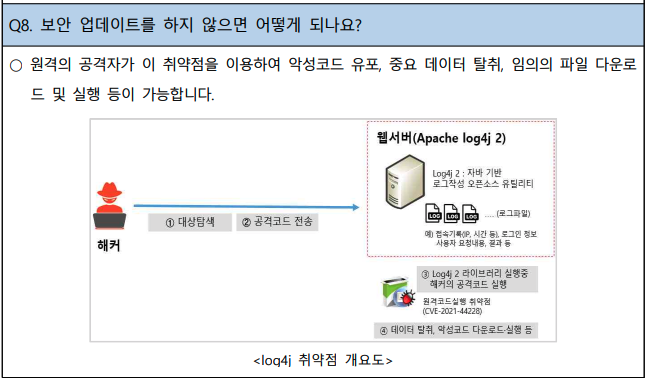 Q8. 보안 업데이트를 하지 않으면 어떻게 되나요?
○ 원격의 공격자가 이 취약점을 이용하여 악성코드 유포, 중요 데이터 탈취, 임의의 파일 다운로
드 및 실행 등이 가능합니다.
웹서버(Apache log4j 2)
Log4j 2 : 자바 기반
로그작성 오픈소스 유틸리티
LOG LOG LOG .... (로그파일)
예) 접속기록(IP, 시간 등), 로그인 정보
사용자 요청내용, 결과 등
① 대상탐색
② 공격코드 전송
해커
③ Log4j 2 라이브러리 실행중
해커의 공격코드 실행
원격코드실행 취약점
(CVE-2021-44228)
④ 데이터 탈취, 악성코드 다운로드·실행 등
<log4j 취약점 개요도>